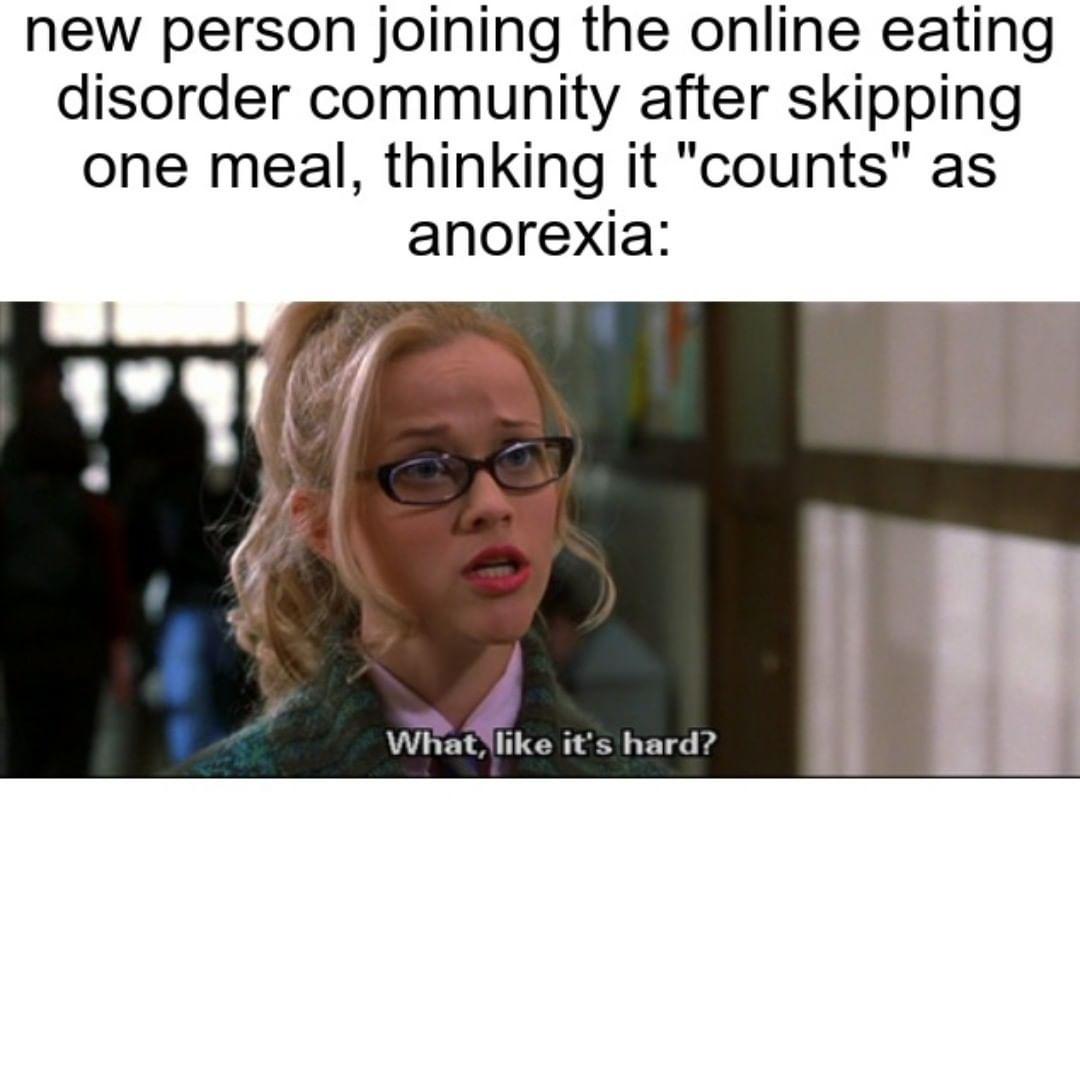 new person joining the online eating
disorder community after skipping
one meal, thinking it "counts" as
anorexia:
What, like it's hard?